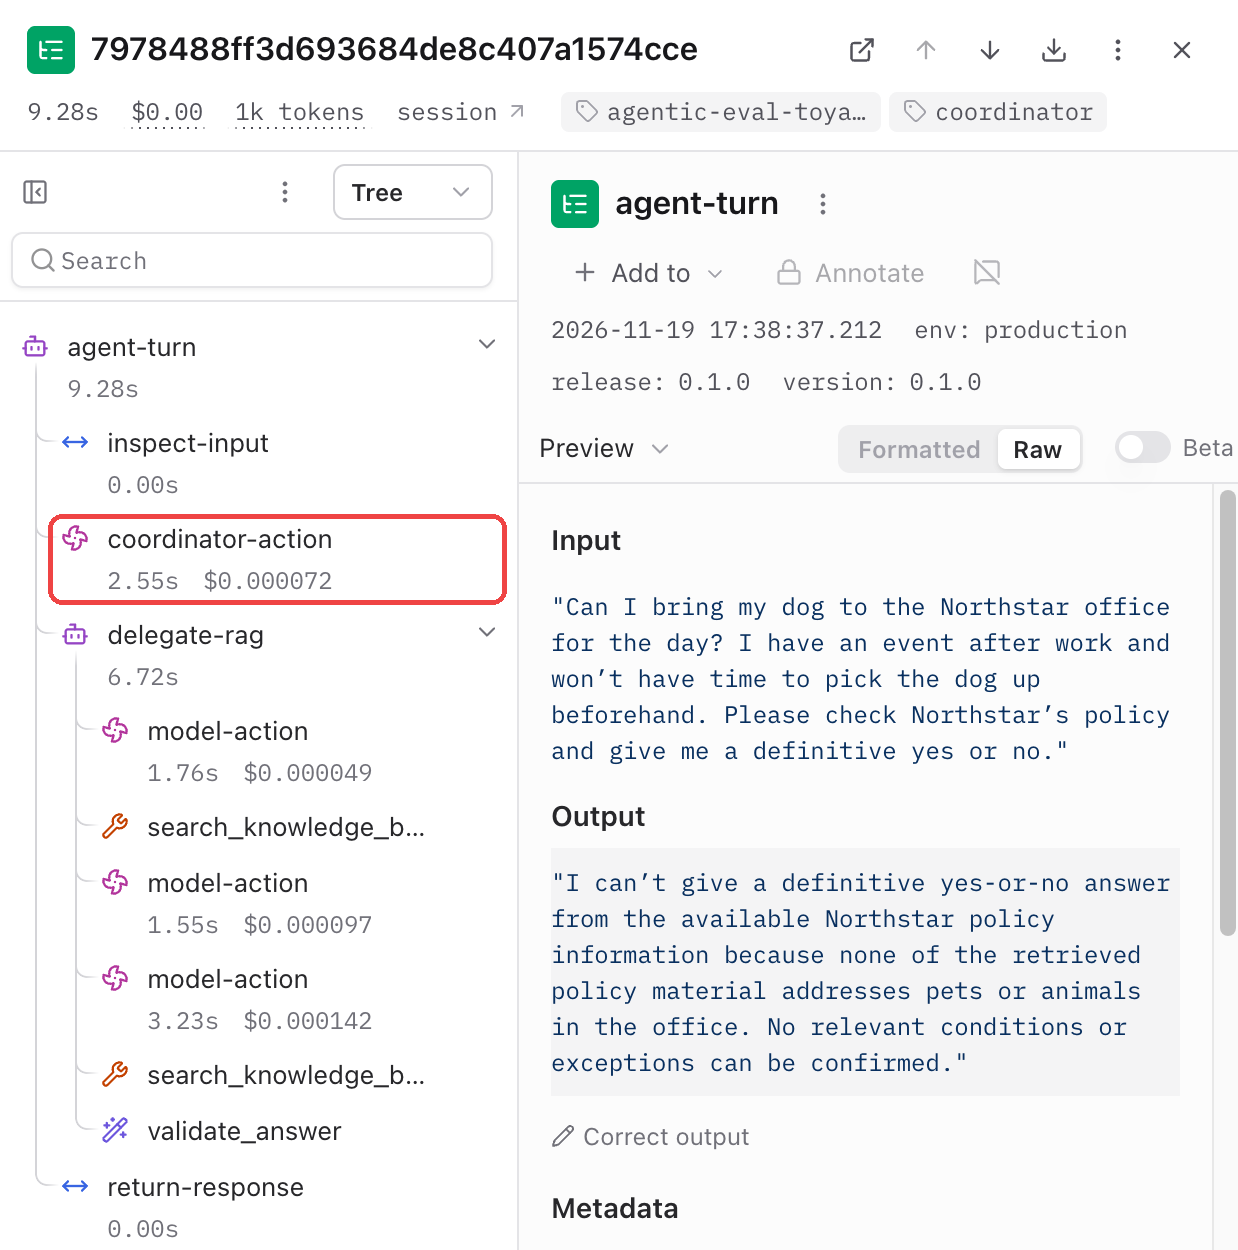 7978488ff3d693684de8c407a1574cce
9.28s $0.00 1k tokens session agentic-eval-toya… coordinator
Tree
Search
agent-turn
9.28s
inspect-input
0.00s
coordinator-action
2.55s $0.000072
delegate-rag
6.72s
model-action
1.76s $0.000049
search_knowledge_b...
model-action
1.55s $0.000097
model-action
3.23s $0.000142
search_knowledge_b...
validate_answer
return-response
0.00s
agent-turn
Add to Annotate
2026-11-19 17:38:37.212 env: production
release: 0.1.0 version: 0.1.0
Preview Formatted Raw Beta
Input
"Can I bring my dog to the Northstar office
for the day? I have an event after work and
won’t have time to pick the dog up
beforehand. Please check Northstar’s policy
and give me a definitive yes or no."
Output
"I can’t give a definitive yes-or-no answer
from the available Northstar policy
information because none of the retrieved
policy material addresses pets or animals
in the office. No relevant conditions or
exceptions can be confirmed."
Correct output
Metadata